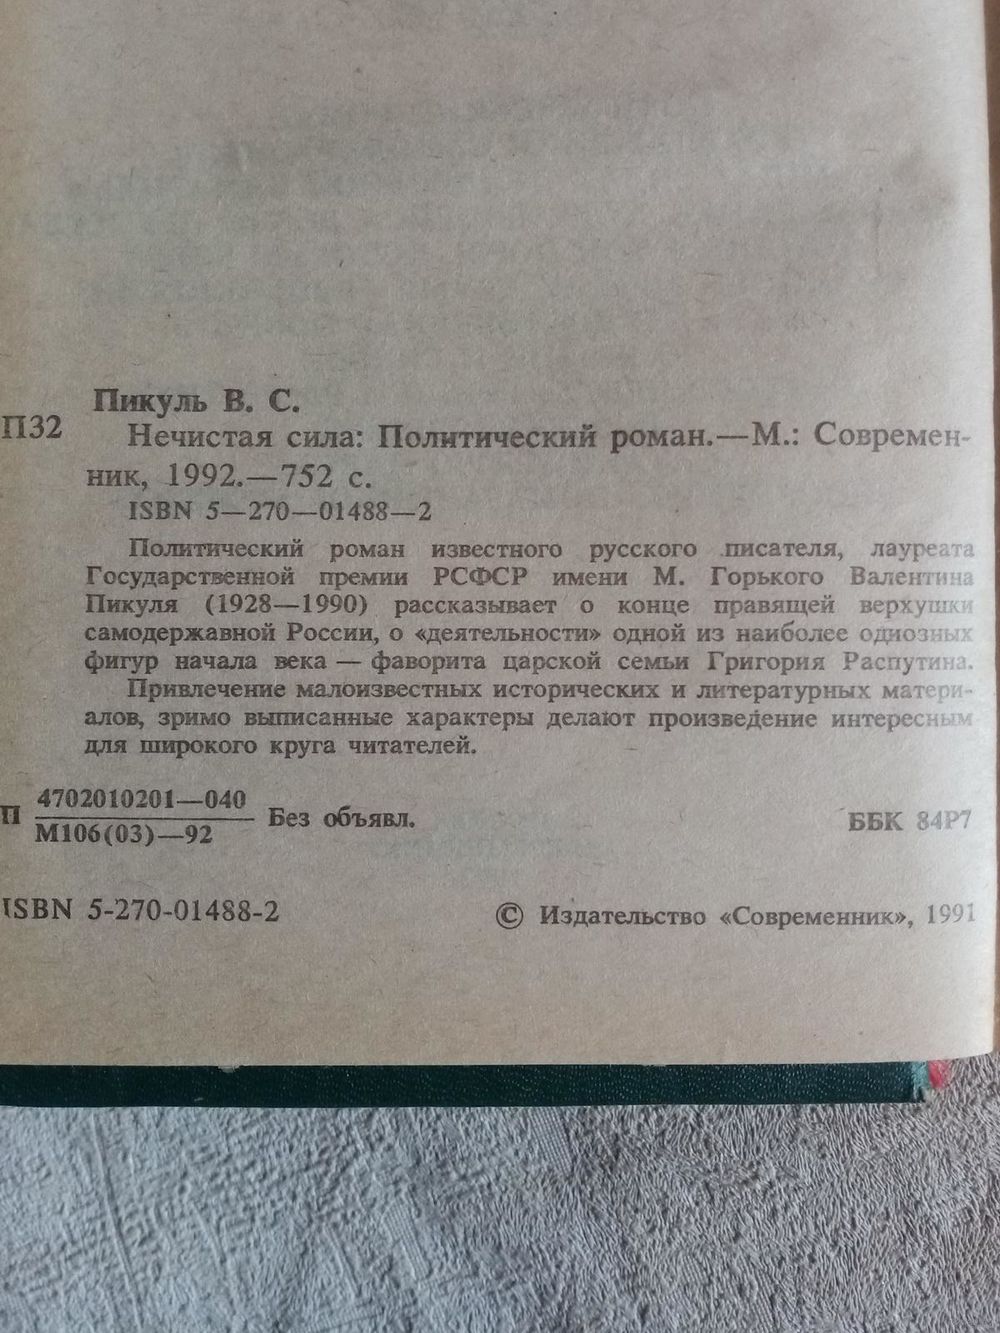 Пикуль В. С.
П32
Нечистая сила: Политический роман.—М.: Современ-
ник, 1992.—752 с.
ISBN 5—270—01488—2
Политический роман известного русского писателя, лауреата
Государственной премии РСФСР имени М. Горького Валентина
Пикуля (1928—1990) рассказывает о конце правящей верхушки
самодержавной России, о «деятельности» одной из наиболее одиозных
фигур начала века — фаворита царской семьи Григория Распутина.
Привлечение малоизвестных исторических и литературных матери-
алов, зримо выписанные характеры делают произведение интересным
для широкого круга читателей.
П 4702010201—040
М106(03)—92
Без объявл.
ББК 84Р7
ISBN 5-270-01488-2
© Издательство «Современник», 1991